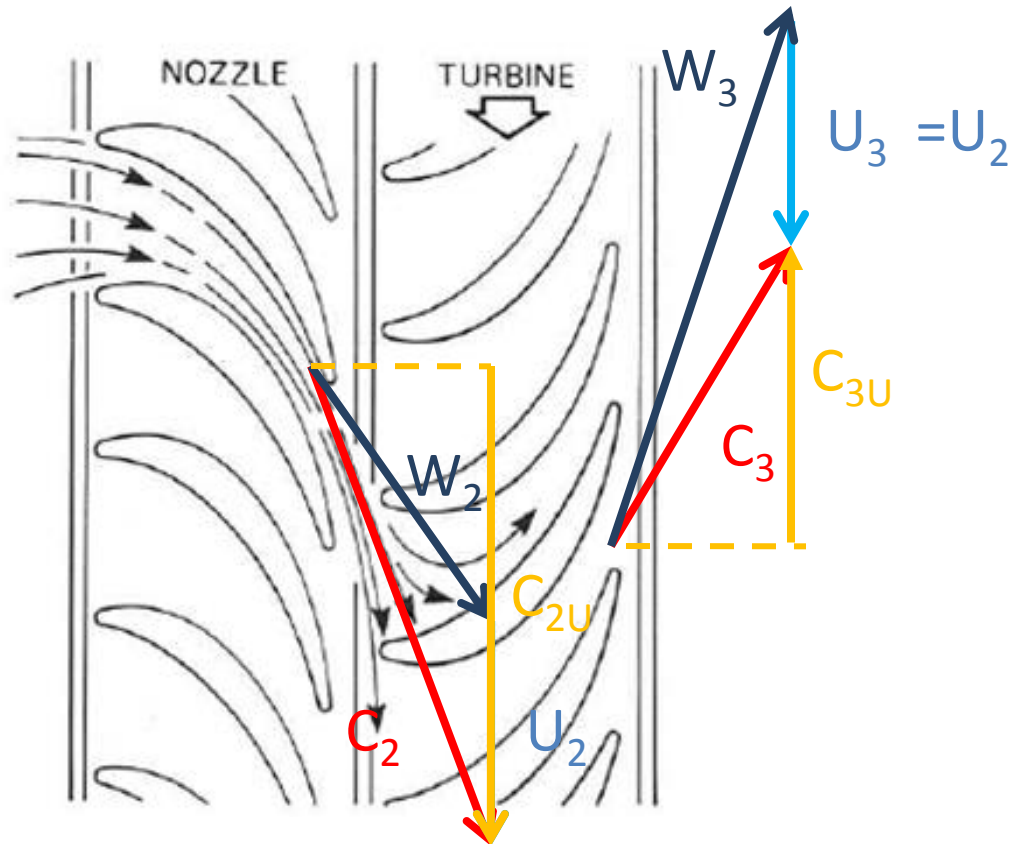 NOZZLE
TURBINE
W₃
U₃ =U₂
C₃U
C₃
W₂
C₂U
C₂
U₂